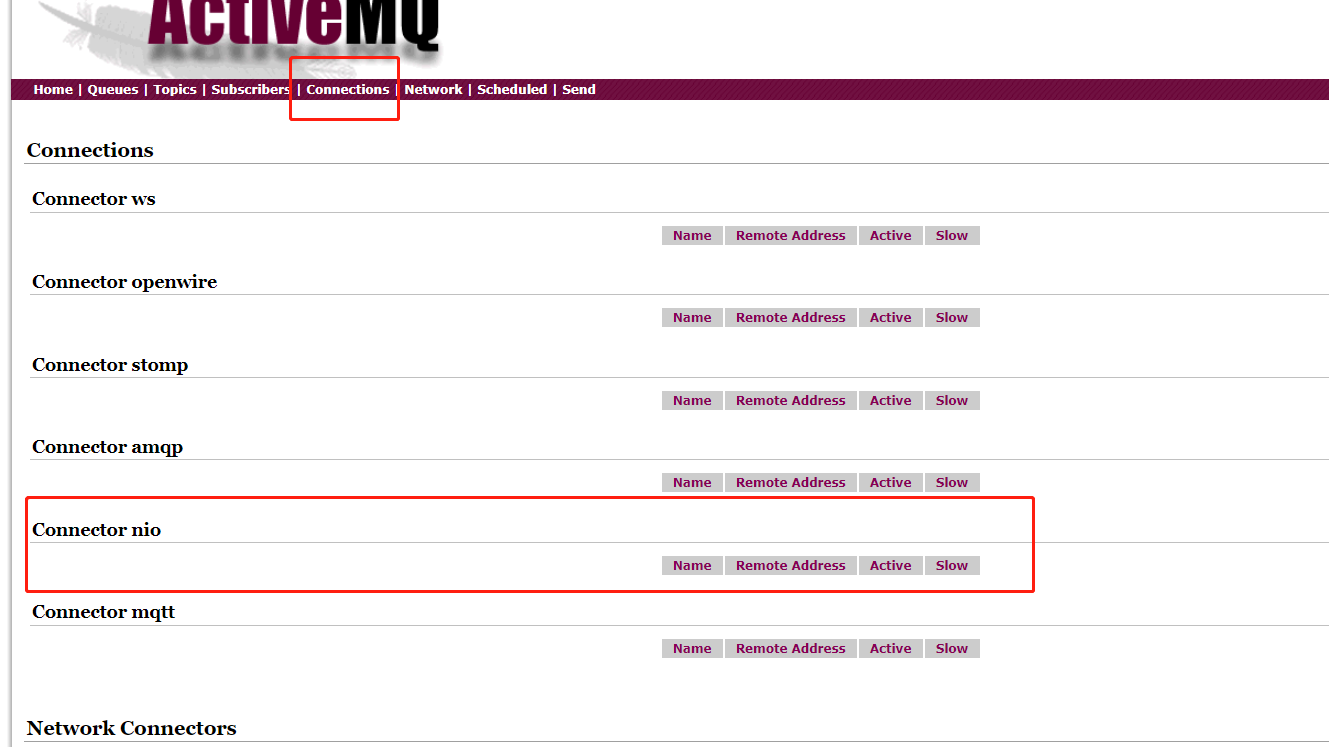 ActiveMQ
Home | Queues | Topics | Subscribers | Connections | Network | Scheduled | Send
Connections
Connector ws
Name Remote Address Active Slow
Connector openwire
Name Remote Address Active Slow
Connector stomp
Name Remote Address Active Slow
Connector amqp
Name Remote Address Active Slow
Connector nio
Name Remote Address Active Slow
Connector mqtt
Name Remote Address Active Slow
Network Connectors